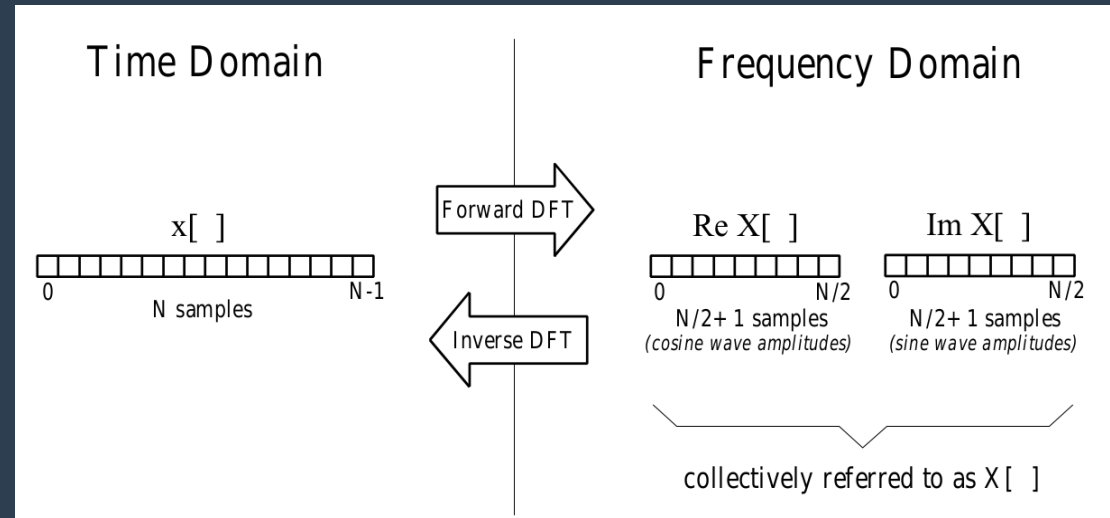 Time Domain
Frequency Domain
Forward DFT
x[ ]
Re X[ ]
Im X[ ]
0
N-1
N samples
0
N/2
0
N/2
N/2+1 samples
(cosine wave amplitudes)
N/2+1 samples
(sine wave amplitudes)
Inverse DFT
collectively referred to as X[ ]